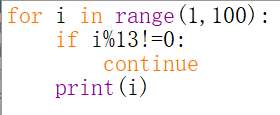 for i in range(1,100):
    if i%13!=0:
        continue
    print(i)